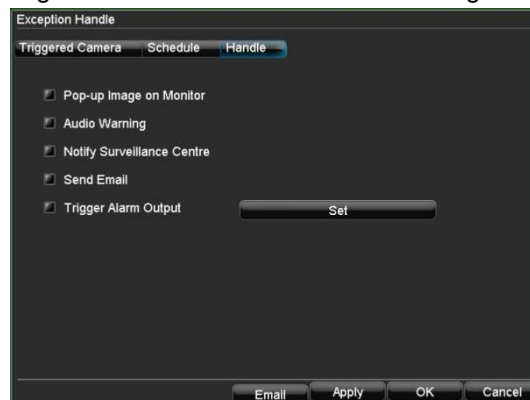 Exception Handle
Triggered Camera Schedule Handle
Pop-up Image on Monitor
Audio Warning
Notify Surveillance Centre
Send Email
Trigger Alarm Output Set
Email Apply OK Cancel